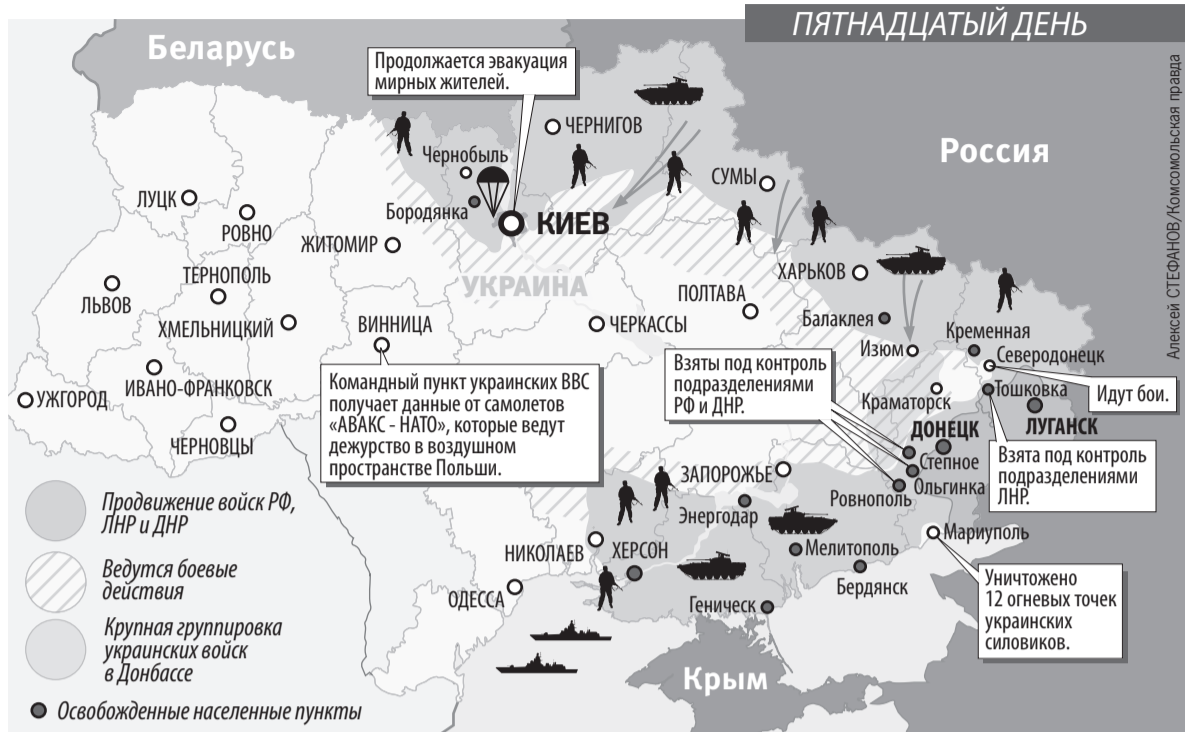 ПЯТНАДЦАТЫЙ ДЕНЬ
Беларусь
Продолжается эвакуация
мирных жителей.
ЧЕРНИГОВ
Россия
Чернобыль
СУМЫ
ЛУЦК
РОВНО
Бородянка
КИЕВ
ЖИТОМИР
ТЕРНОПОЛЬ
УКРАИНА
ХАРЬКОВ
ЛЬВОВ
ПОЛТАВА
ХМЕЛЬНИЦКИЙ
ВИННИЦА
ЧЕРКАССЫ
Балаклея
Кременная
Изюм
Северодонецк
Взяты под контроль
подразделениями
РФ и ДНР.
ИВАНО-ФРАНКОВСК
УЖГОРОД
Командный пункт украинских ВВС
получает данные от самолетов
«АВАКС - НАТО», которые ведут
дежурство в воздушном
пространстве Польши.
Краматорск
Тошковка
Идут бои.
ЧЕРНОВЦЫ
ДОНЕЦК
ЛУГАНСК
Взята под контроль
подразделениями
ЛНР.
Степное
ЗАПОРОЖЬЕ
Ольгинка
Ровнополь
Энергодар
Мариуполь
НИКОЛАЕВ
ХЕРСОН
Мелитополь
Бердянск
ОДЕССА
Геническ
Уничтожено
12 огневых точек
украинских
силовиков.
Крым
Продвижение войск РФ,
ЛНР и ДНР
Ведутся боевые
действия
Крупная группировка
украинских войск
в Донбассе
Освобожденные населенные пункты
Алексей СТЕФАНОВ/Комсомольская правда